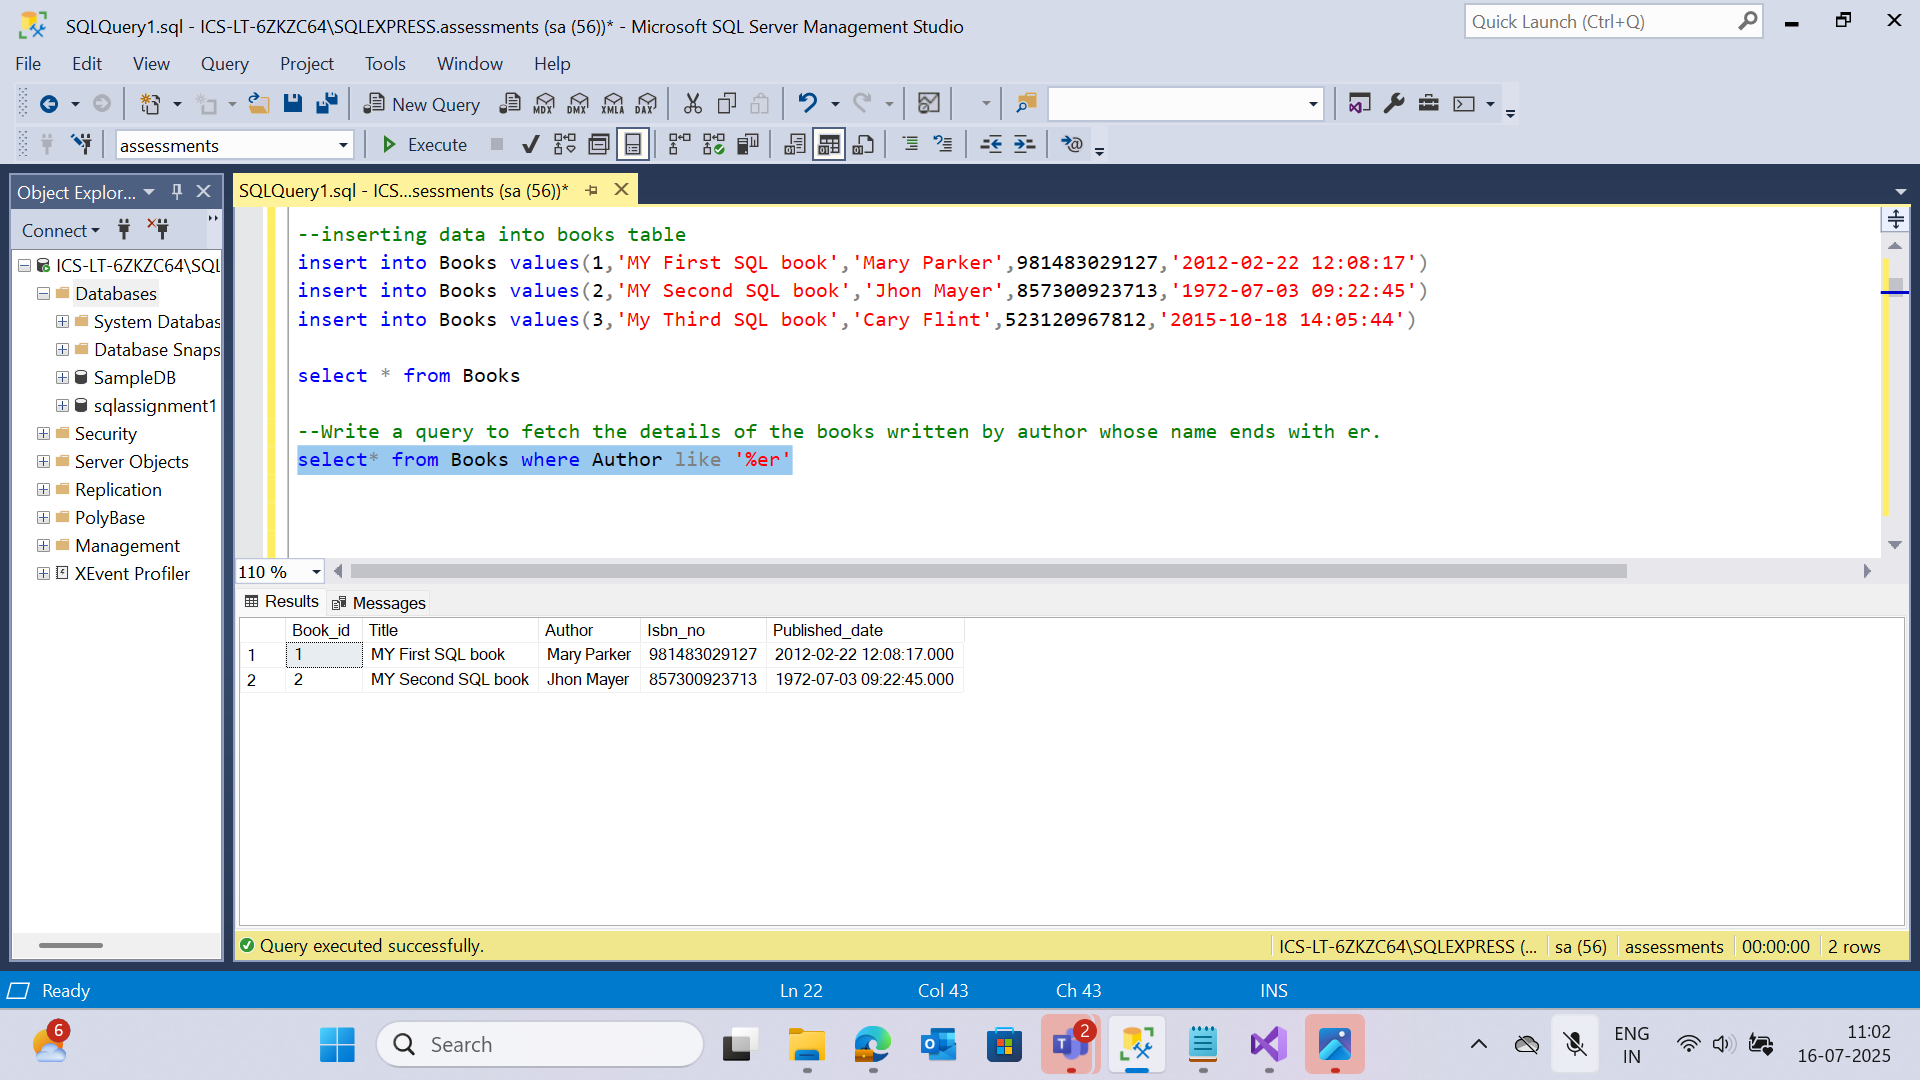 SQLQuery1.sql - ICS-LT-6ZKZC64\SQLEXPRESS.assessments (sa (56))* - Microsoft SQL Server Management Studio
Quick Launch (Ctrl+Q)
File Edit View Query Project Tools Window Help
New Query MDX DMX XMLA DAX
assessments Execute
Object Explor...
SQLQuery1.sql - ICS...sessments (sa (56))*
Connect
ICS-LT-6ZKZC64\SQL
Databases
System Databas
Database Snaps
SampleDB
sqlassignment1
Security
Server Objects
Replication
PolyBase
Management
XEvent Profiler
--inserting data into books table
insert into Books values(1,'MY First SQL book','Mary Parker',981483029127,'2012-02-22 12:08:17')
insert into Books values(2,'MY Second SQL book','Jhon Mayer',857300923713,'1972-07-03 09:22:45')
insert into Books values(3,'My Third SQL book','Cary Flint',523120967812,'2015-10-18 14:05:44')
select * from Books
--Write a query to fetch the details of the books written by author whose name ends with er.
select* from Books where Author like '%er'
110 %
Results Messages
Book_id Title Author Isbn_no Published_date
1 1 MY First SQL book Mary Parker 981483029127 2012-02-22 12:08:17.000
2 2 MY Second SQL book Jhon Mayer 857300923713 1972-07-03 09:22:45.000
Query executed successfully. ICS-LT-6ZKZC64\SQLEXPRESS (... sa (56) assessments 00:00:00 2 rows
Ready Ln 22 Col 43 Ch 43 INS
6
Search
2
ENG
IN
11:02
16-07-2025